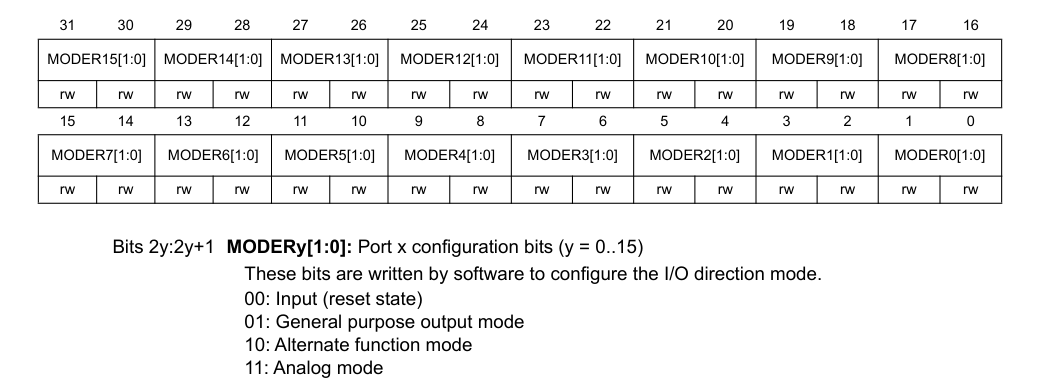 31 30 29 28 27 26 25 24 23 22 21 20 19 18 17 16
MODER15[1:0] MODER14[1:0] MODER13[1:0] MODER12[1:0] MODER11[1:0] MODER10[1:0] MODER9[1:0] MODER8[1:0]
rw rw rw rw rw rw rw rw rw rw rw rw rw rw rw rw
15 14 13 12 11 10 9 8 7 6 5 4 3 2 1 0
MODER7[1:0] MODER6[1:0] MODER5[1:0] MODER4[1:0] MODER3[1:0] MODER2[1:0] MODER1[1:0] MODER0[1:0]
rw rw rw rw rw rw rw rw rw rw rw rw rw rw rw rw
Bits 2y:2y+1 MODERy[1:0]: Port x configuration bits (y = 0..15)
These bits are written by software to configure the I/O direction mode.
00: Input (reset state)
01: General purpose output mode
10: Alternate function mode
11: Analog mode